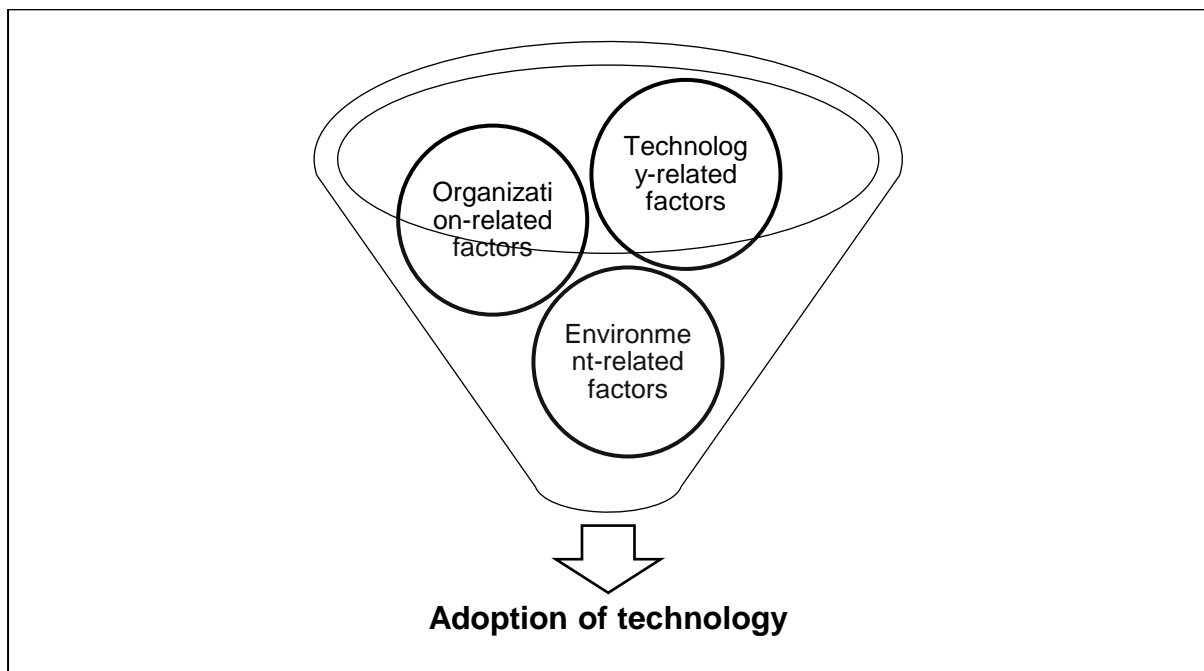 Technolog
y-related
factors
Organizati
on-related
factors
Environme
nt-related
factors
Adoption of technology